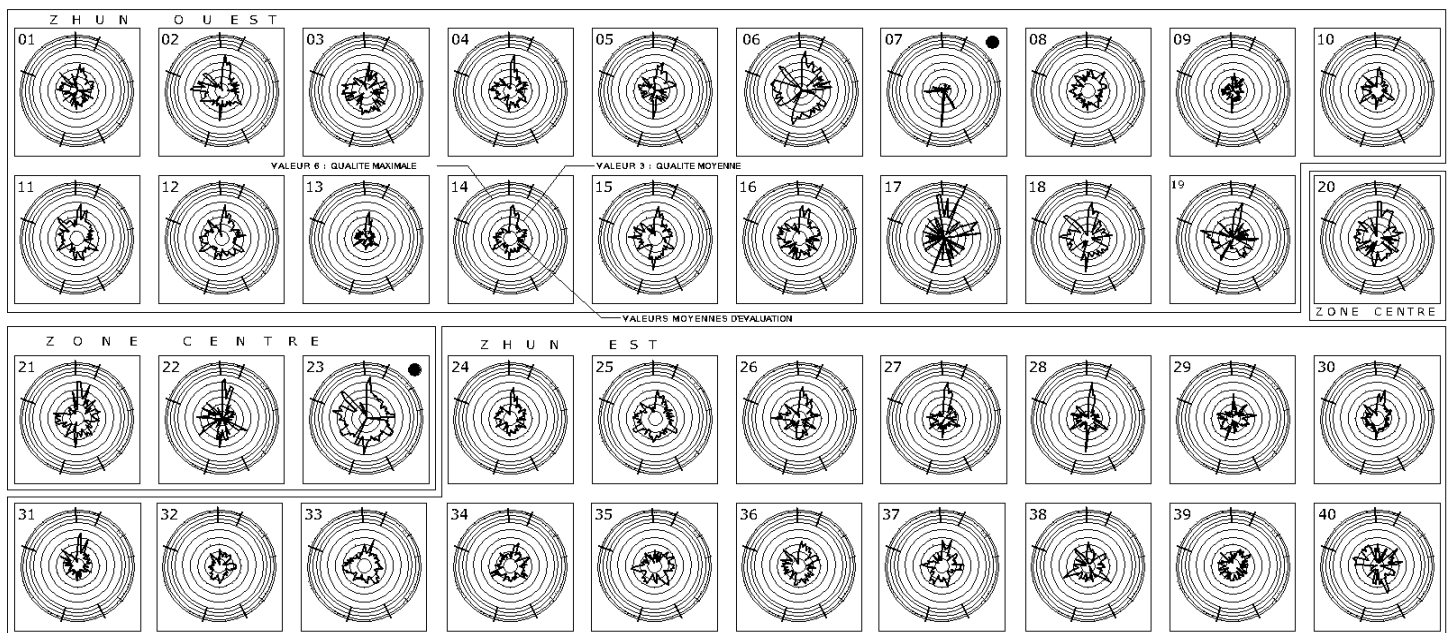 Z H U N O U E S T
01 02 03 04 05 06 07 08 09 10
VALEUR 6 : QUALITE MAXIMALE VALEUR 3 : QUALITE MOYENNE
11 12 13 14 15 16 17 18 19 20
VALEURS MOYENNES D'EVALUATION
ZONE CENTRE
Z O N E C E N T R E Z H U N E S T
21 22 23 24 25 26 27 28 29 30
31 32 33 34 35 36 37 38 39 40